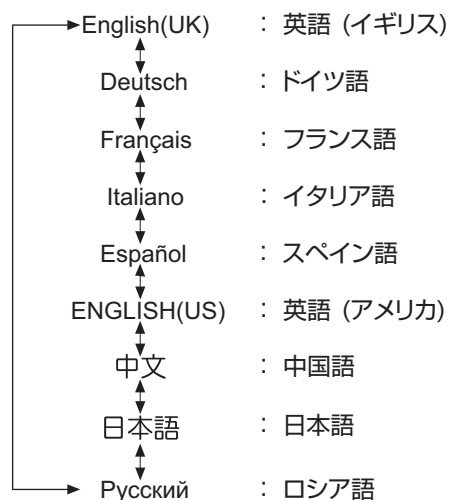 English(UK) : 英語 (イギリス)
Deutsch : ドイツ語
Français : フランス語
Italiano : イタリア語
Español : スペイン語
ENGLISH(US) : 英語 (アメリカ)
中文 : 中国語
日本語 : 日本語
Русский : ロシア語